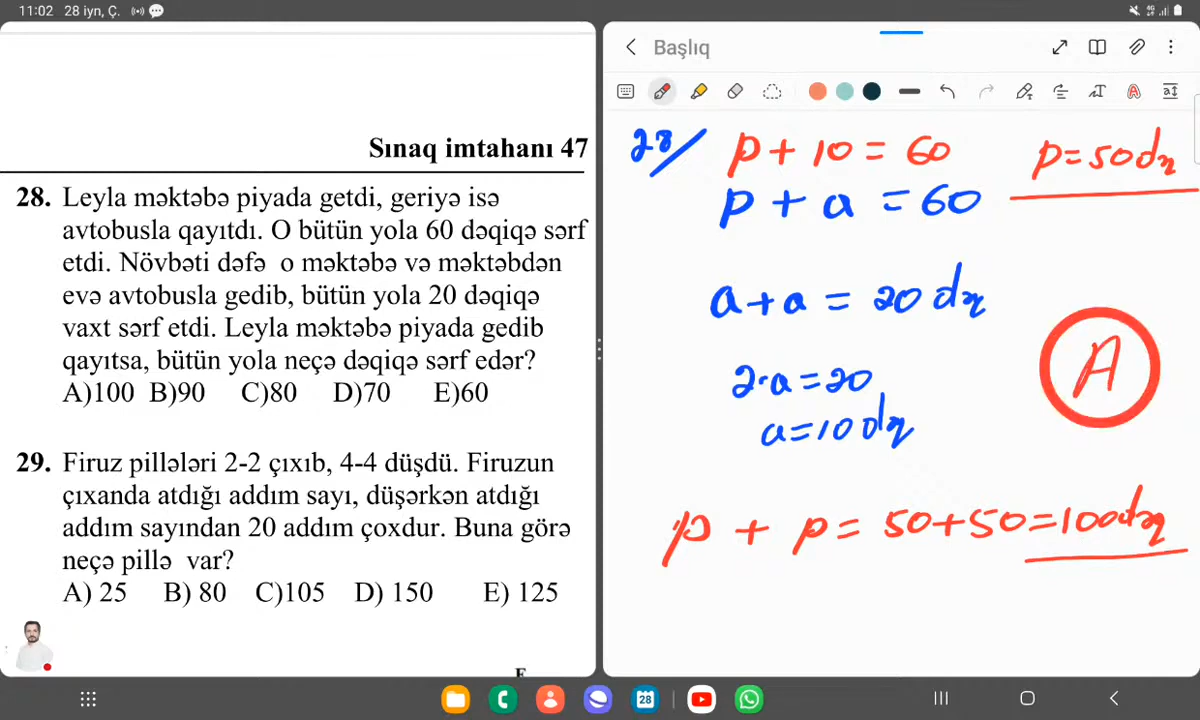 11:02 28 iyn, Ç.
Sınaq imtahanı 47
28. Leyla məktəbə piyada getdi, geriyə isə
avtobusla qayıtdı. O bütün yola 60 dəqiqə sərf
etdi. Növbəti dəfə o məktəbə və məktəbdən
evə avtobusla gedib, bütün yola 20 dəqiqə
vaxt sərf etdi. Leyla məktəbə piyada gedib
qayıtsa, bütün yola neçə dəqiqə sərf edər?
A)100 B)90 C)80 D)70 E)60
29. Firuz pillələri 2-2 çıxıb, 4-4 düşdü. Firuzun
çıxanda atdığı addım sayı, düşərkən atdığı
addım sayından 20 addım çoxdur. Buna görə
neçə pillə var?
A) 25 B) 80 C)105 D) 150 E) 125
Başlıq
28/ p + 10 = 60 p=50dq
p + a = 60
a + a = 20 dq
2·a=20
a=10dq
A
p + p = 50+50=100dq
28